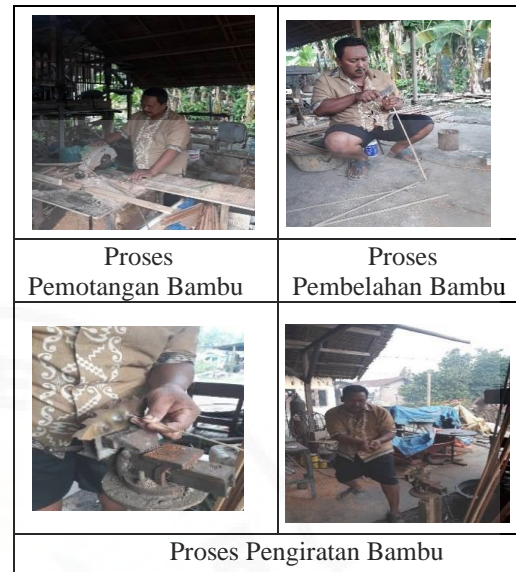 Proses
Pemotangan Bambu
Proses
Pembelahan Bambu
Proses Pengiratan Bambu